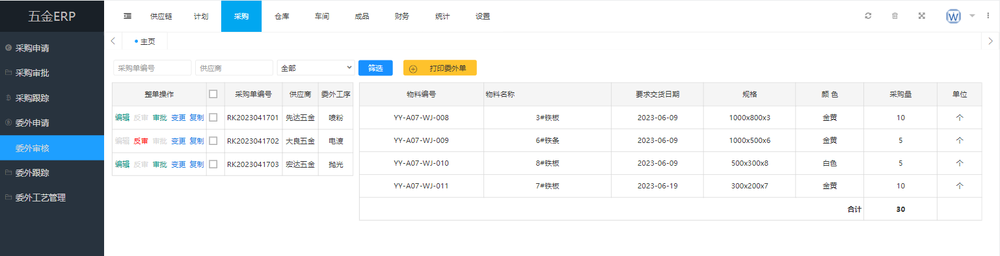 五金ERP
供应链 计划 采购 仓库 车间 成品 财务 统计 设置
W
主页
采购申请
采购审批
采购跟踪
委外申请
委外审核
委外跟踪
委外工艺管理
采购单编号 供应商 全部 筛选 打印委外单
整单操作 采购单编号 供应商 委外工序
编辑 反审 审批 变更 复制 RK2023041701 先达五金 喷粉
编辑 反审 审批 变更 复制 RK2023041702 大良五金 电渡
编辑 反审 审批 变更 复制 RK2023041703 宏达五金 抛光
物料编号 物料名称 要求交货日期 规格 颜 色 采购量 单位
YY-A07-WJ-008 3#铁板 2023-06-09 1000x800x3 金黄 10 个
YY-A07-WJ-009 6#铁条 2023-06-09 1000x500x6 金黄 5 个
YY-A07-WJ-010 8#铁板 2023-06-09 500x300x8 白色 5 个
YY-A07-WJ-011 7#铁板 2023-06-19 300x200x7 金黄 10 个
合计 30